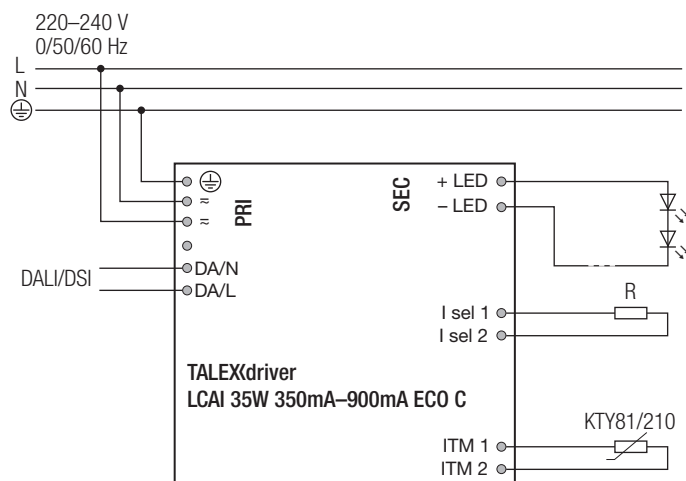 220–240 V
0/50/60 Hz
L
N
PRI
≂
≂
SEC
+ LED
– LED
DALI/DSI
DA/N
DA/L
I sel 1
I sel 2
R
TALEXXdriver
LCAI 35W 350mA–900mA ECO C
KTY81/210
ITM 1
ITM 2